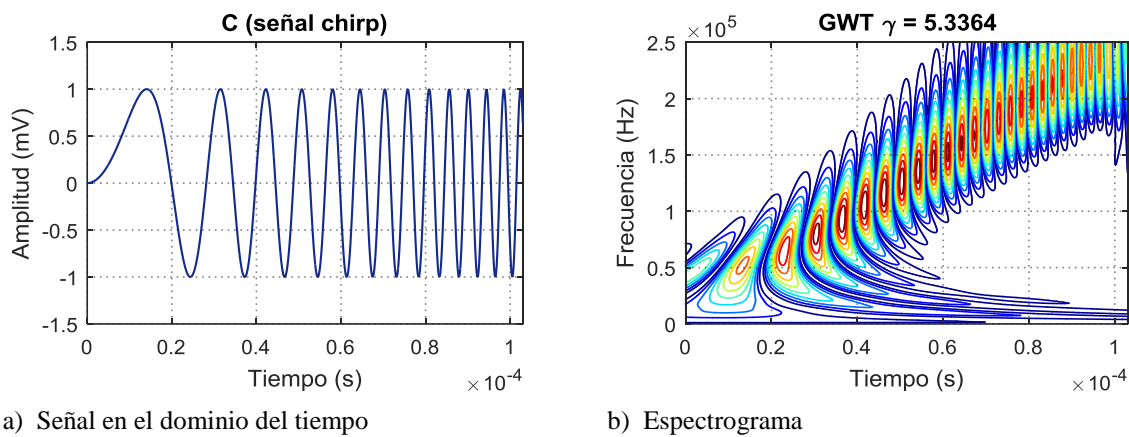 C (señal chirp)
1.5
1
0.5
0
-0.5
-1
-1.5
Amplitud (mV)
0 0.2 0.4 0.6 0.8 1
Tiempo (s)
×10⁻⁴
a) Señal en el dominio del tiempo
GWT γ = 5.3364
×10⁵
2.5
2
1.5
1
0.5
0
Frecuencia (Hz)
0 0.2 0.4 0.6 0.8 1
Tiempo (s)
×10⁻⁴
b) Espectrograma